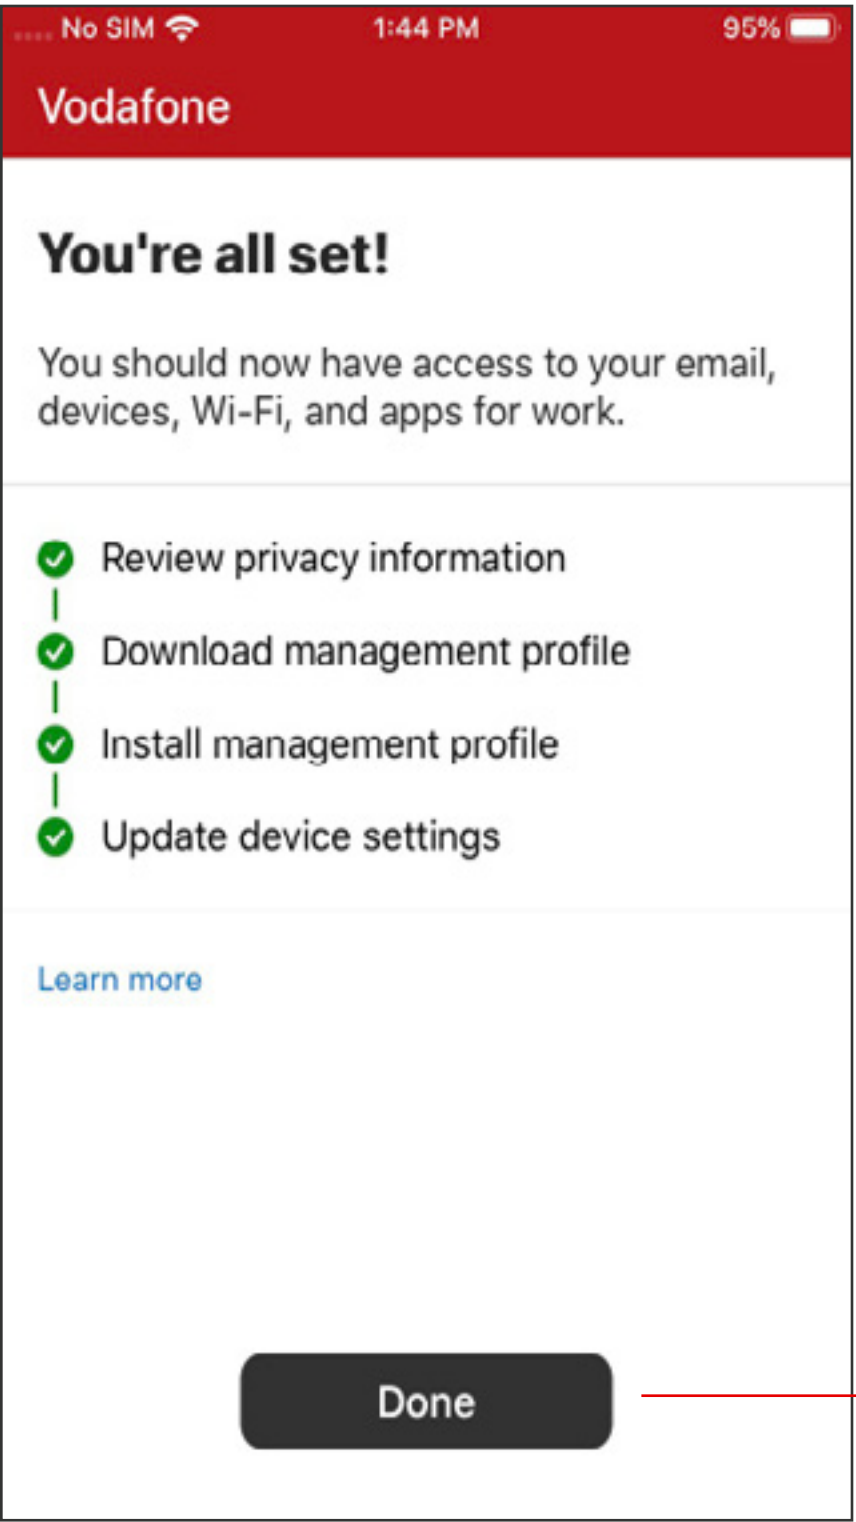 No SIM 1:44 PM 95%
Vodafone
You're all set!
You should now have access to your email,
devices, Wi-Fi, and apps for work.
Review privacy information
Download management profile
Install management profile
Update device settings
Learn more
Done